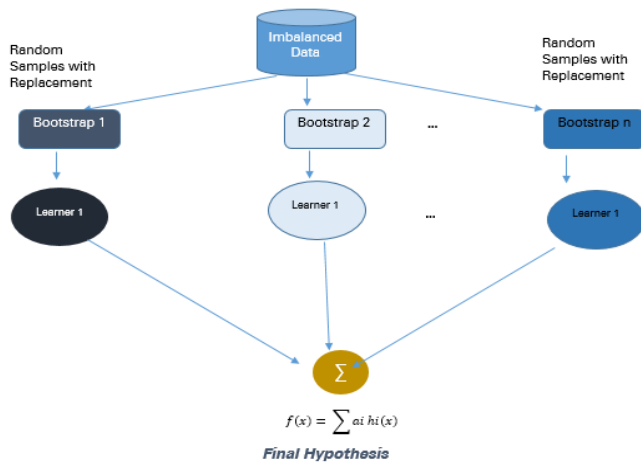 Imbalanced
Data
Random
Samples with
Replacement
Random
Samples with
Replacement
Bootstrap 1
Bootstrap 2
...
Bootstrap n
Learner 1
Learner 1
...
Learner 1
Σ
f(x) = ∑ ai hi(x)
Final Hypothesis